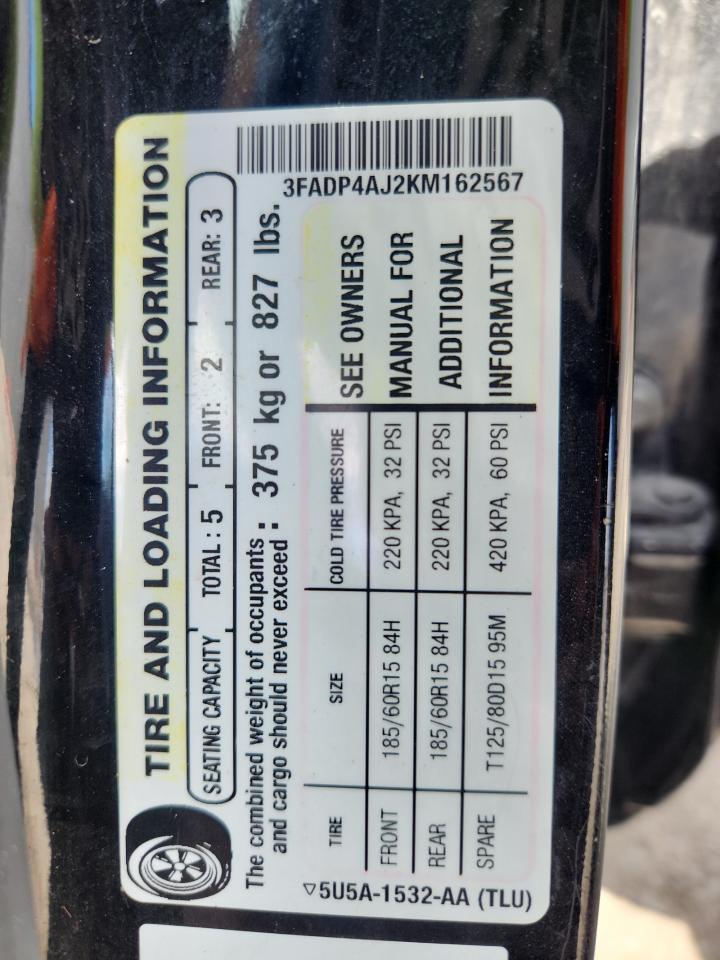 TIRE AND LOADING INFORMATION
SEATING CAPACITY TOTAL: 5 FRONT: 2 REAR: 3
The combined weight of occupants and cargo should never exceed : 375 kg or 827 lbs.
3FADP4AJ2KM162567
TIRE SIZE COLD TIRE PRESSURE
FRONT 185/60R15 84H 220 KPA, 32 PSI
REAR 185/60R15 84H 220 KPA, 32 PSI
SPARE T125/80D15 95M 420 KPA, 60 PSI
SEE OWNERS
MANUAL FOR
ADDITIONAL
INFORMATION
▽5U5A-1532-AA (TLU)